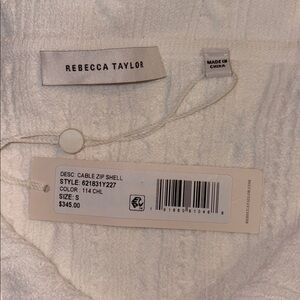 REBECCA TAYLOR
MADE IN
CHINA
DESC: CABLE ZIP SHELL
STYLE: 621831Y227
COLOR: 114 CHL
SIZE: S
$345.00